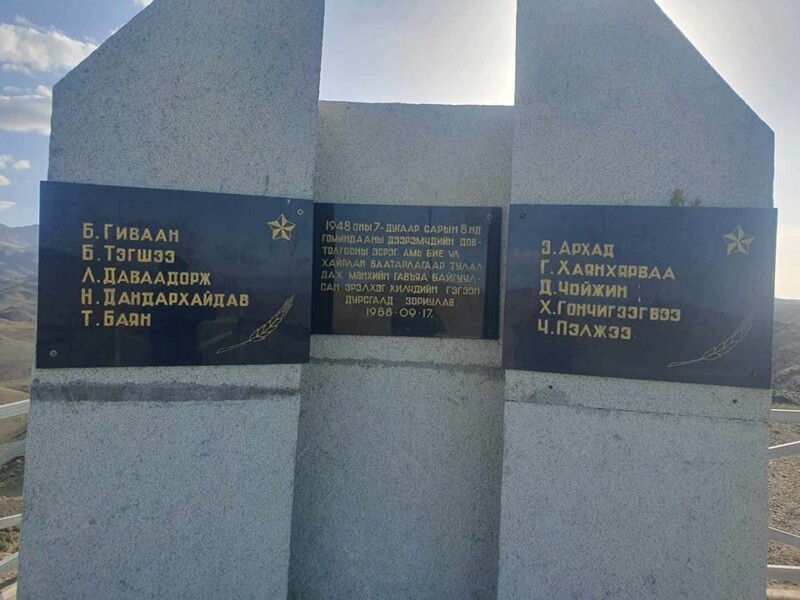 Б. ГИВААН
Б. ТЭГШЭЭ
Л. ДАВААДОРЖ
Н. ДАНДАРХАЙДАВ
Т. БАЯН
1948 ОНЫ 7-ДУГААР САРЫН 8 НД
ГОМИНДААНЫ ДЭЭРЭМЧДИЙН ДОВ-
ТОЛГООНЫ ЭСРЭГ АМЬ БИЕ ҮЛ
ХАЙРЛАН БААТАРЛАГААР ТУЛАЛ
ДАЖ МӨНХИЙН ГАВЬЯА БАЙГУУЛ-
САН ЭРЭЛХЭГ ХИЛЧДИЙН ГЭГЭЭН
ДУРСГАЛД ЗОРИУЛАВ.
1988-09-17.
З. АРХАД
Г. ХАЯНХЯРВАА
Д. ЧОЙЖИН
Х. ГОНЧИГЗЭГВЭЭ
Ч. ПЭЛЖЭЭ